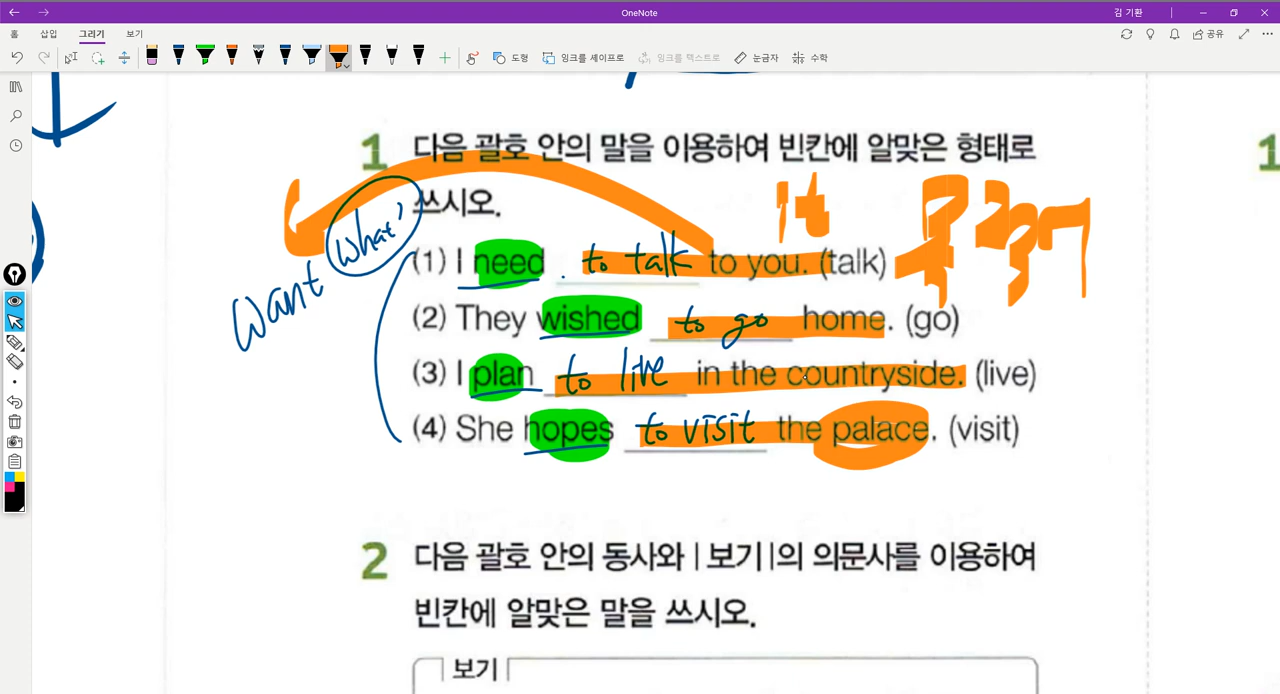 OneNote
김 기환
홈 삽입 그리기 보기
공유
도형 잉크를 셰이프로 잉크를 텍스트로 눈금자 수학
1 다음 괄호 안의 말을 이용하여 빈칸에 알맞은 형태로
쓰시오.
it
what
want
(1) I need to talk to you. (talk)
(2) They wished to go home. (go)
(3) I plan to live in the countryside. (live)
(4) She hopes to visit the palace. (visit)
2 다음 괄호 안의 동사와 |보기|의 의문사를 이용하여
빈칸에 알맞은 말을 쓰시오.
보기
1